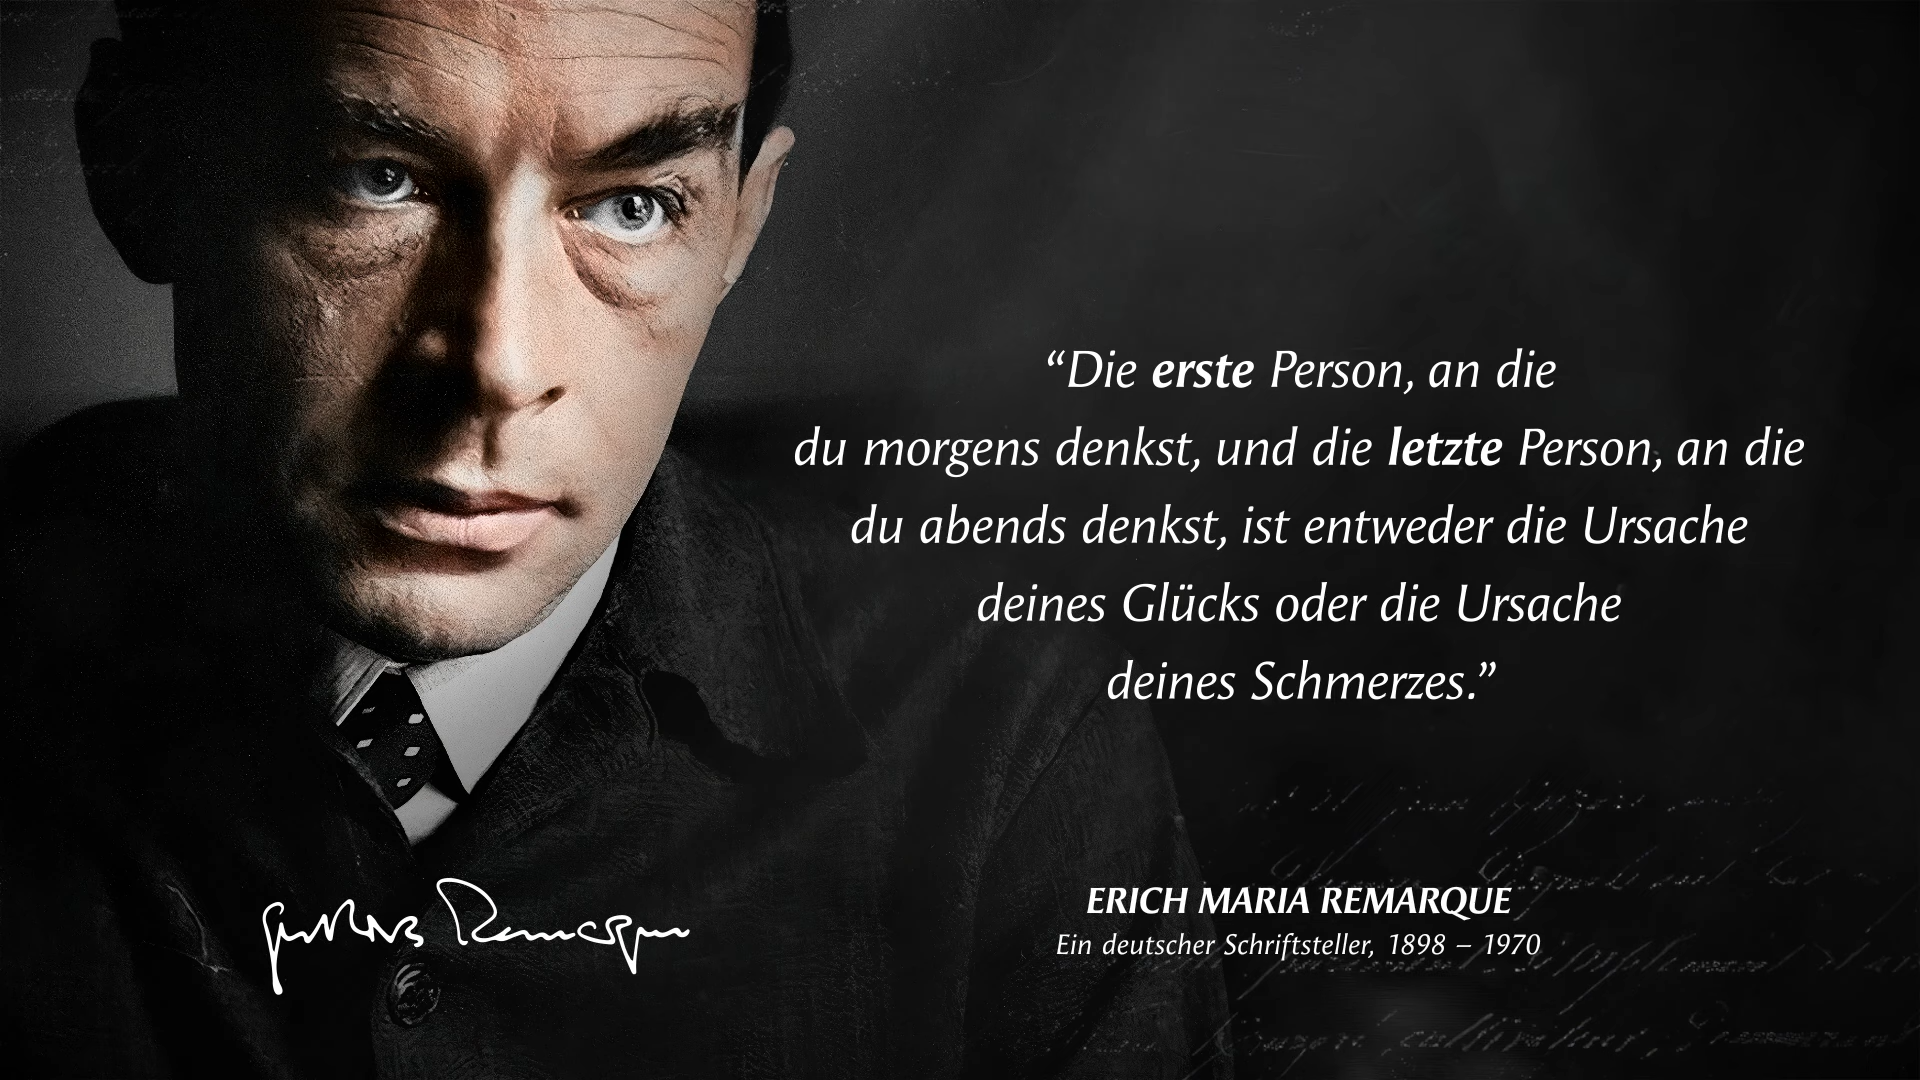 “Die erste Person, an die
du morgens denkst, und die letzte Person, an die
du abends denkst, ist entweder die Ursache
deines Glücks oder die Ursache
deines Schmerzes.”
ERICH MARIA REMARQUE
Ein deutscher Schriftsteller, 1898 – 1970